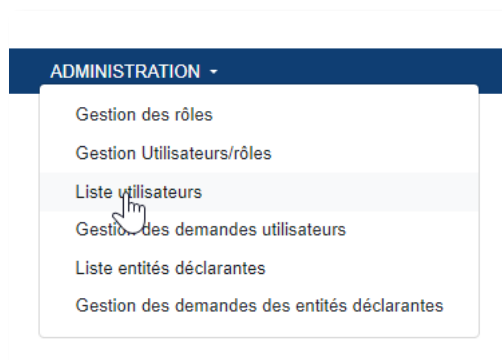 ADMINISTRATION
Gestion des rôles
Gestion Utilisateurs/rôles
Liste utilisateurs
Gestion des demandes utilisateurs
Liste entités déclarantes
Gestion des demandes des entités déclarantes